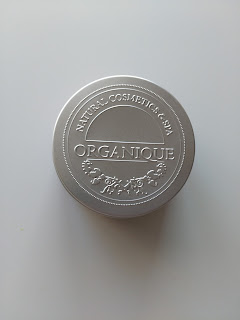 NATURAL COSMETICS & SPA
ORGANIQUE